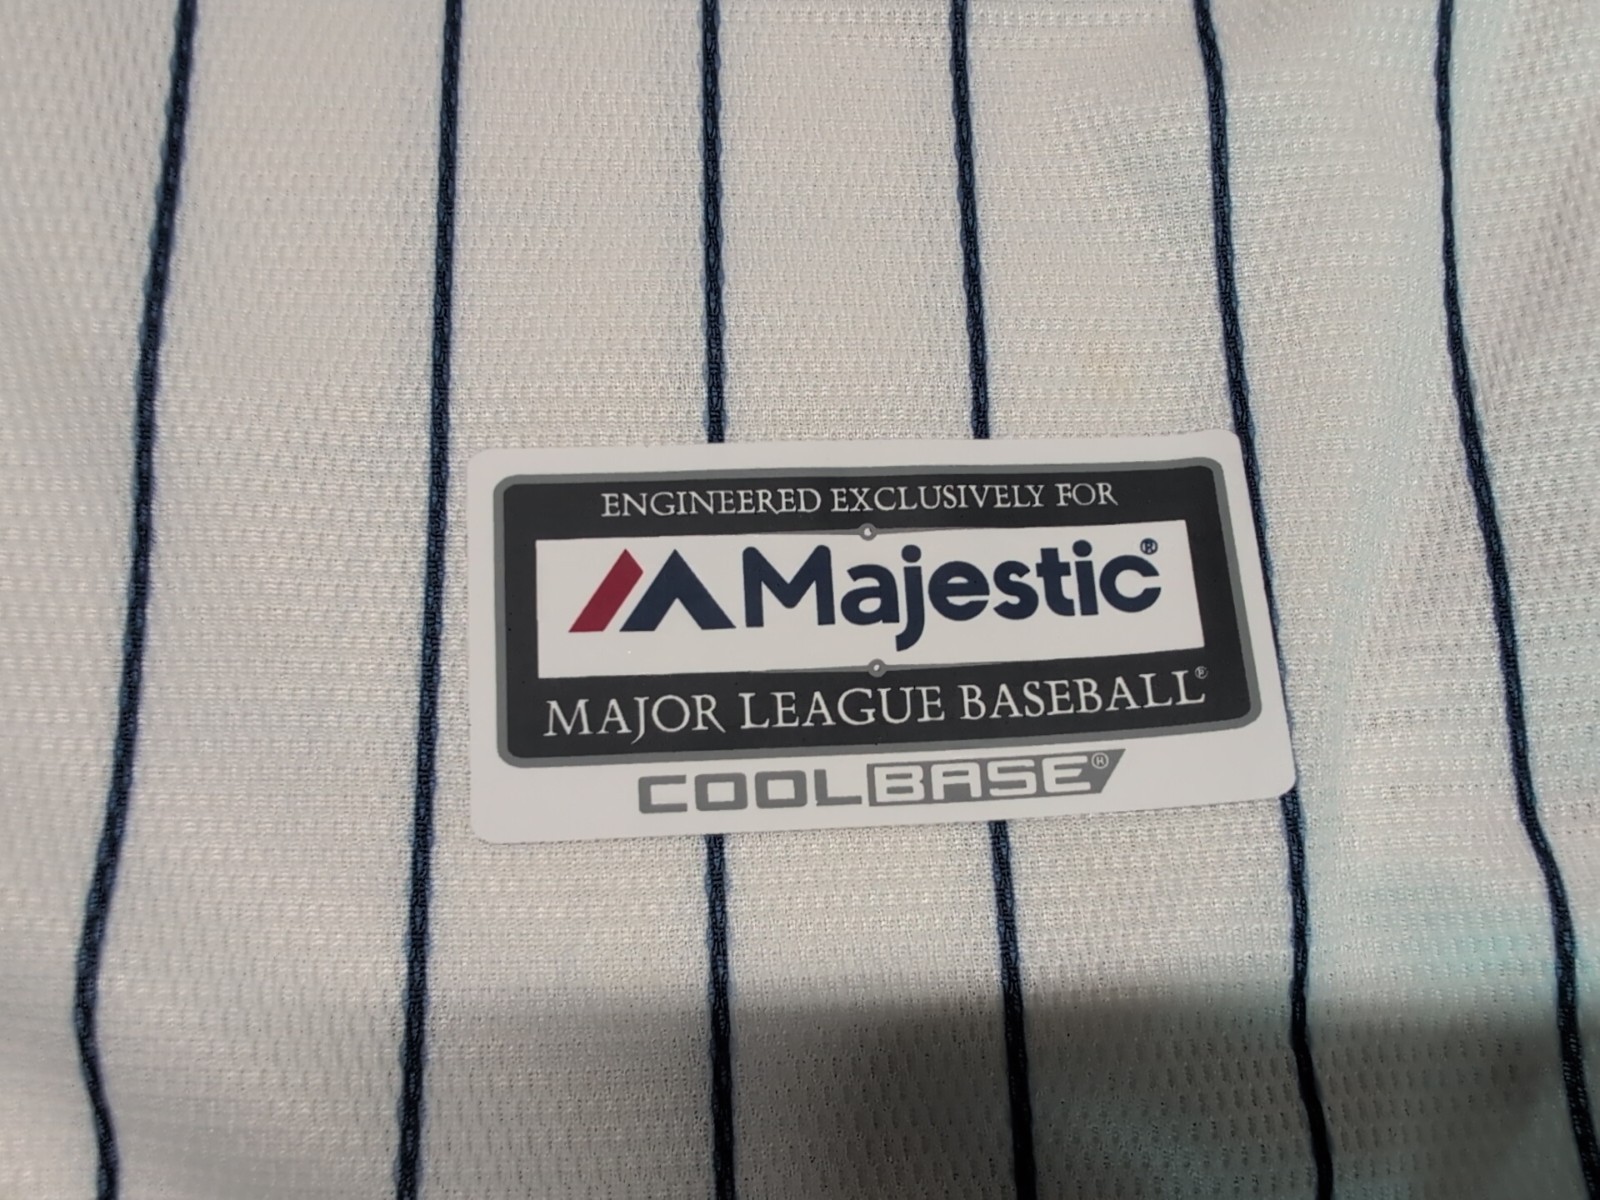 ENGINEERED EXCLUSIVELY FOR
Majestic®
MAJOR LEAGUE BASEBALL®
COOLBASE®